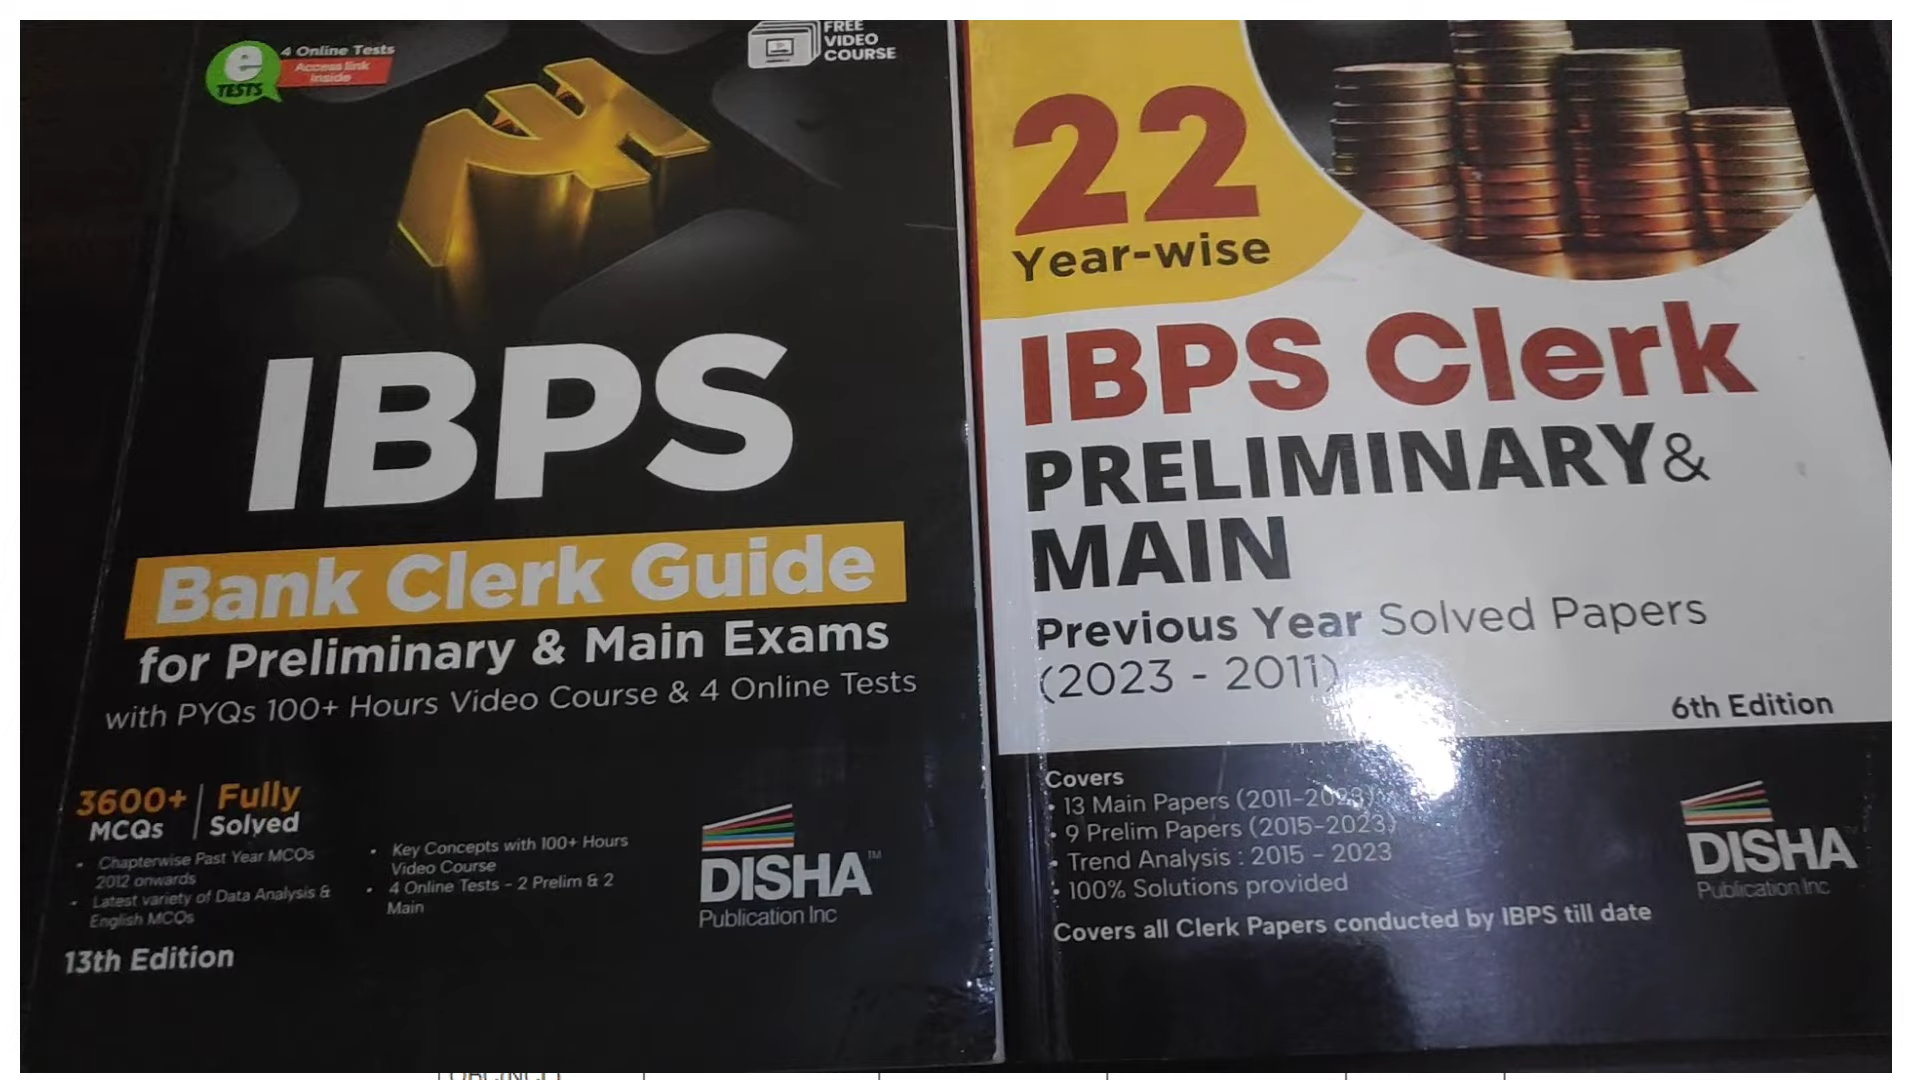 e
TESTS
4 Online Tests
Access link
Inside
FREE
VIDEO
COURSE
IBPS
Bank Clerk Guide
for Preliminary & Main Exams
with PYQs 100+ Hours Video Course & 4 Online Tests
3600+
MCQs
Fully
Solved
• Chapterwise Past Year MCQs
2012 onwards
• Latest variety of Data Analysis &
English MCQs
• Key Concepts with 100+ Hours
Video Course
• 4 Online Tests - 2 Prelim & 2
Main
13th Edition
DISHA™
Publication Inc
22
Year-wise
IBPS Clerk
PRELIMINARY &
MAIN
Previous Year Solved Papers
(2023 - 2011)
6th Edition
Covers
• 13 Main Papers (2011-2023)
• 9 Prelim Papers (2015-2023)
• Trend Analysis : 2015 - 2023
• 100% Solutions provided
Covers all Clerk Papers conducted by IBPS till date
DISHA™
Publication Inc